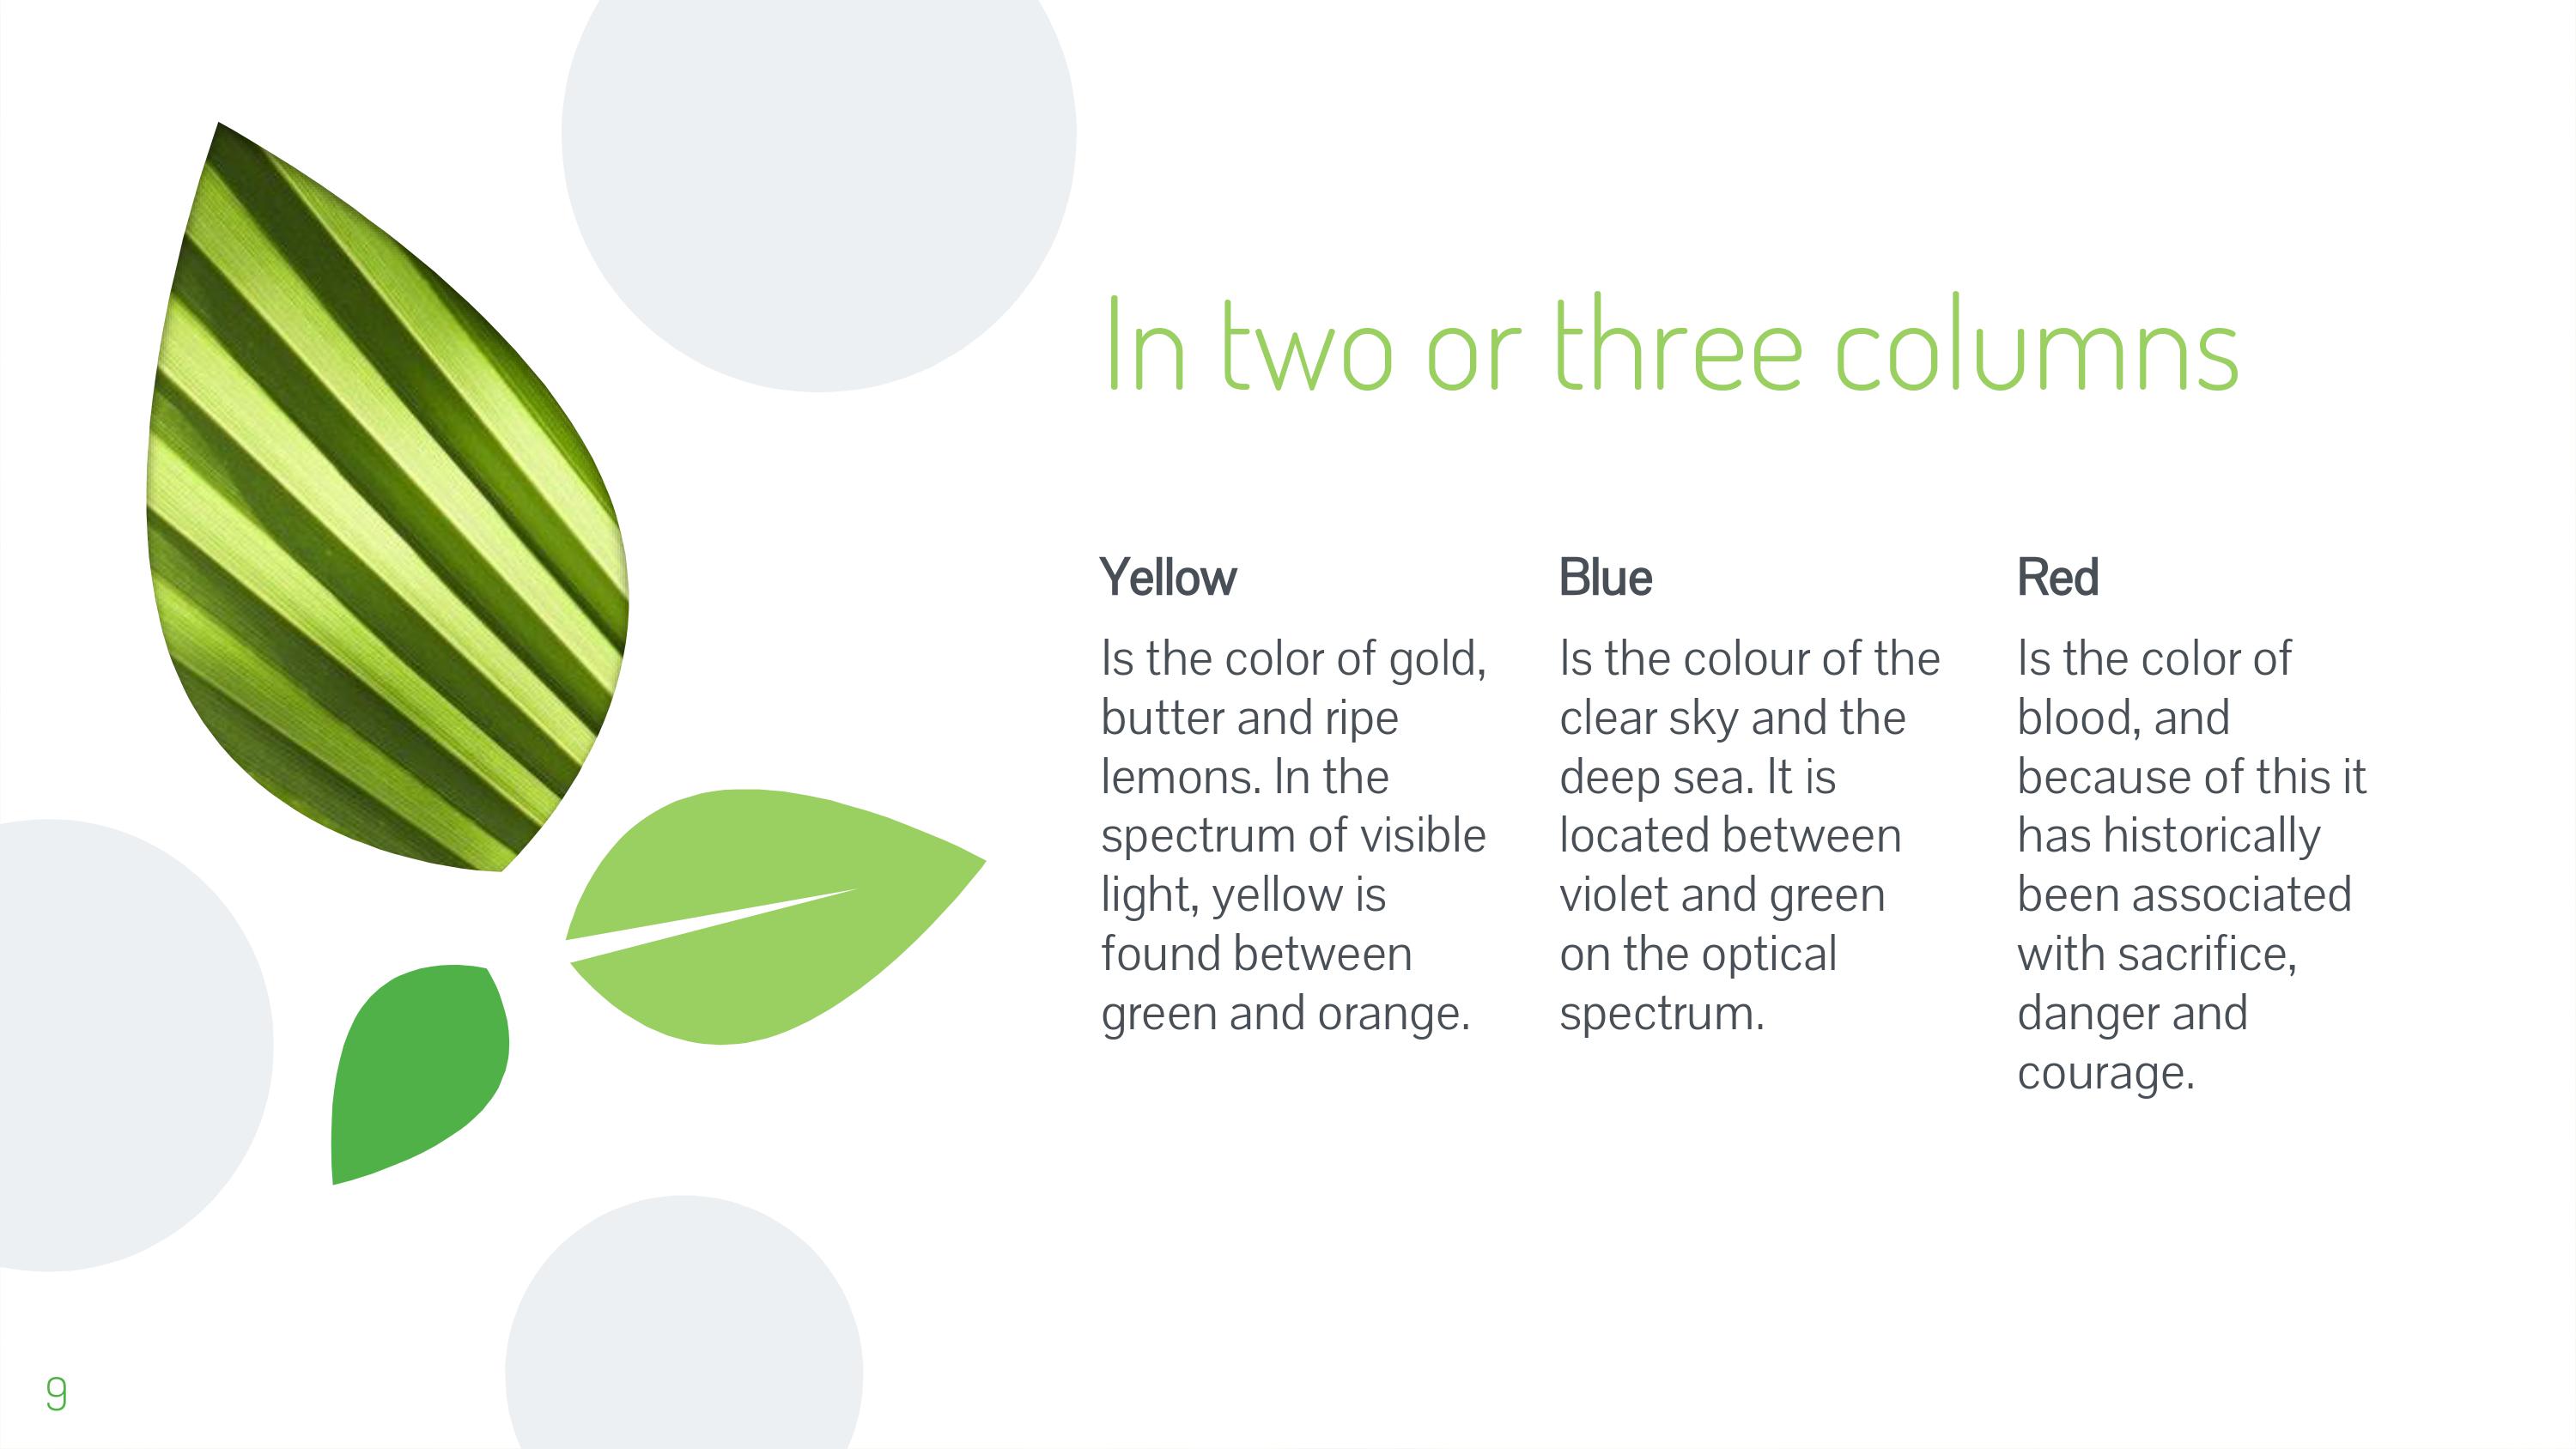 In two or three columns
Yellow
Is the color of gold,
butter and ripe
lemons. In the
spectrum of visible
light, yellow is
found between
green and orange.
Blue
Is the colour of the
clear sky and the
deep sea. It is
located between
violet and green
on the optical
spectrum.
Red
Is the color of
blood, and
because of this it
has historically
been associated
with sacrifice,
danger and
courage.
9